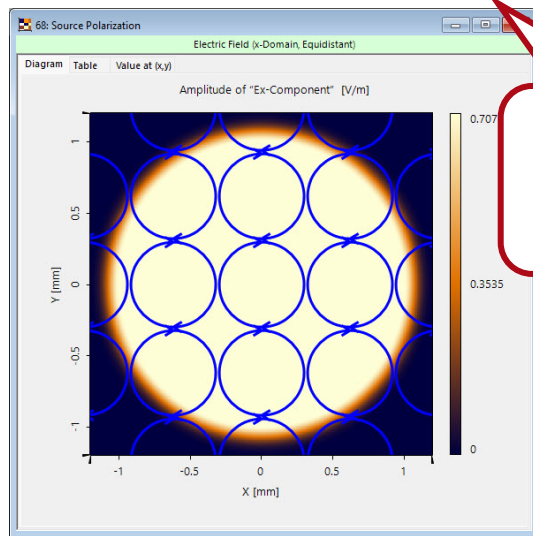 68: Source Polarization
Electric Field (x-Domain, Equidistant)
Diagram Table Value at (x,y)
Amplitude of "Ex-Component" [V/m]
1
0.5
0
-0.5
-1
Y [mm]
-1 -0.5 0 0.5 1
X [mm]
0.707
0.3535
0